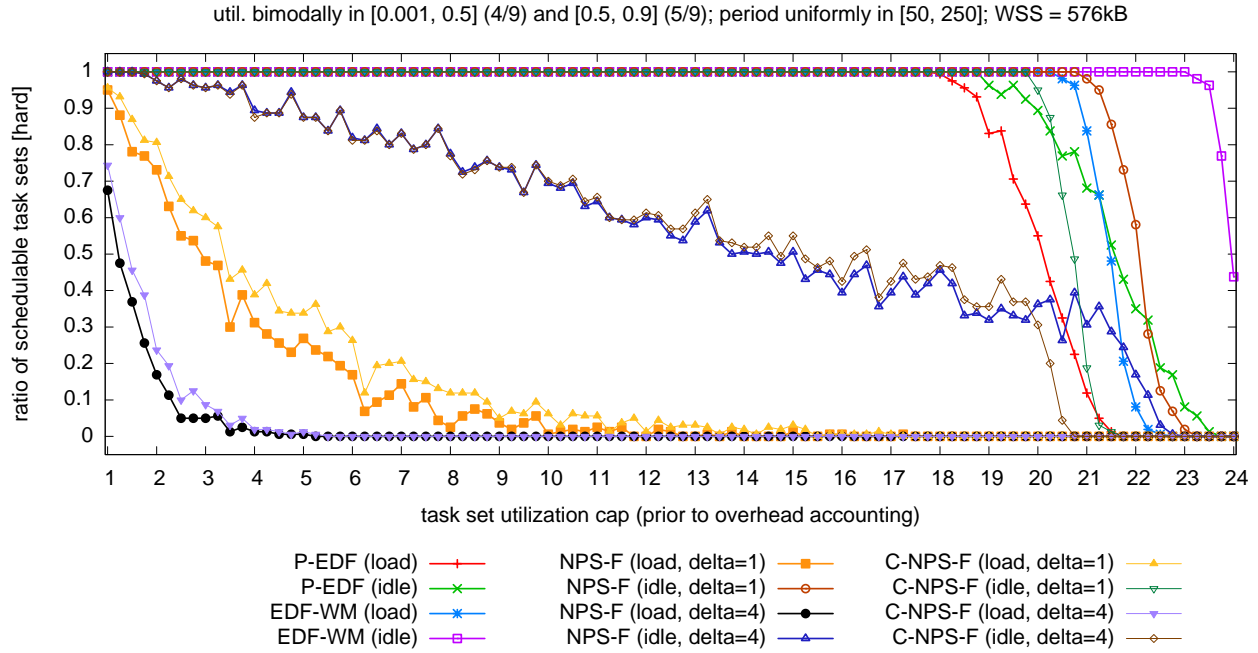 util. bimodally in [0.001, 0.5] (4/9) and [0.5, 0.9] (5/9); period uniformly in [50, 250]; WSS = 576kB
ratio of schedulable task sets [hard]
1
0.9
0.8
0.7
0.6
0.5
0.4
0.3
0.2
0.1
0
1 2 3 4 5 6 7 8 9 10 11 12 13 14 15 16 17 18 19 20 21 22 23 24
task set utilization cap (prior to overhead accounting)
P-EDF (load) NPS-F (load, delta=1) C-NPS-F (load, delta=1)
P-EDF (idle) NPS-F (idle, delta=1) C-NPS-F (idle, delta=1)
EDF-WM (load) NPS-F (load, delta=4) C-NPS-F (load, delta=4)
EDF-WM (idle) NPS-F (idle, delta=4) C-NPS-F (idle, delta=4)